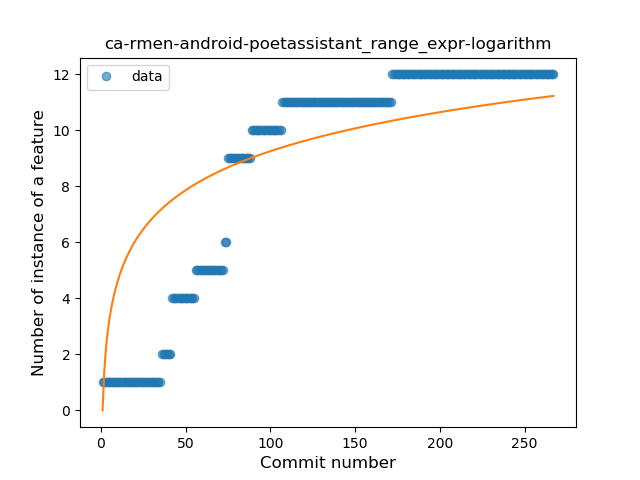 ca-rmen-android-poetassistant_range_expr-logarithm
data
Number of instance of a feature
12
10
8
6
4
2
0
0 50 100 150 200 250
Commit number